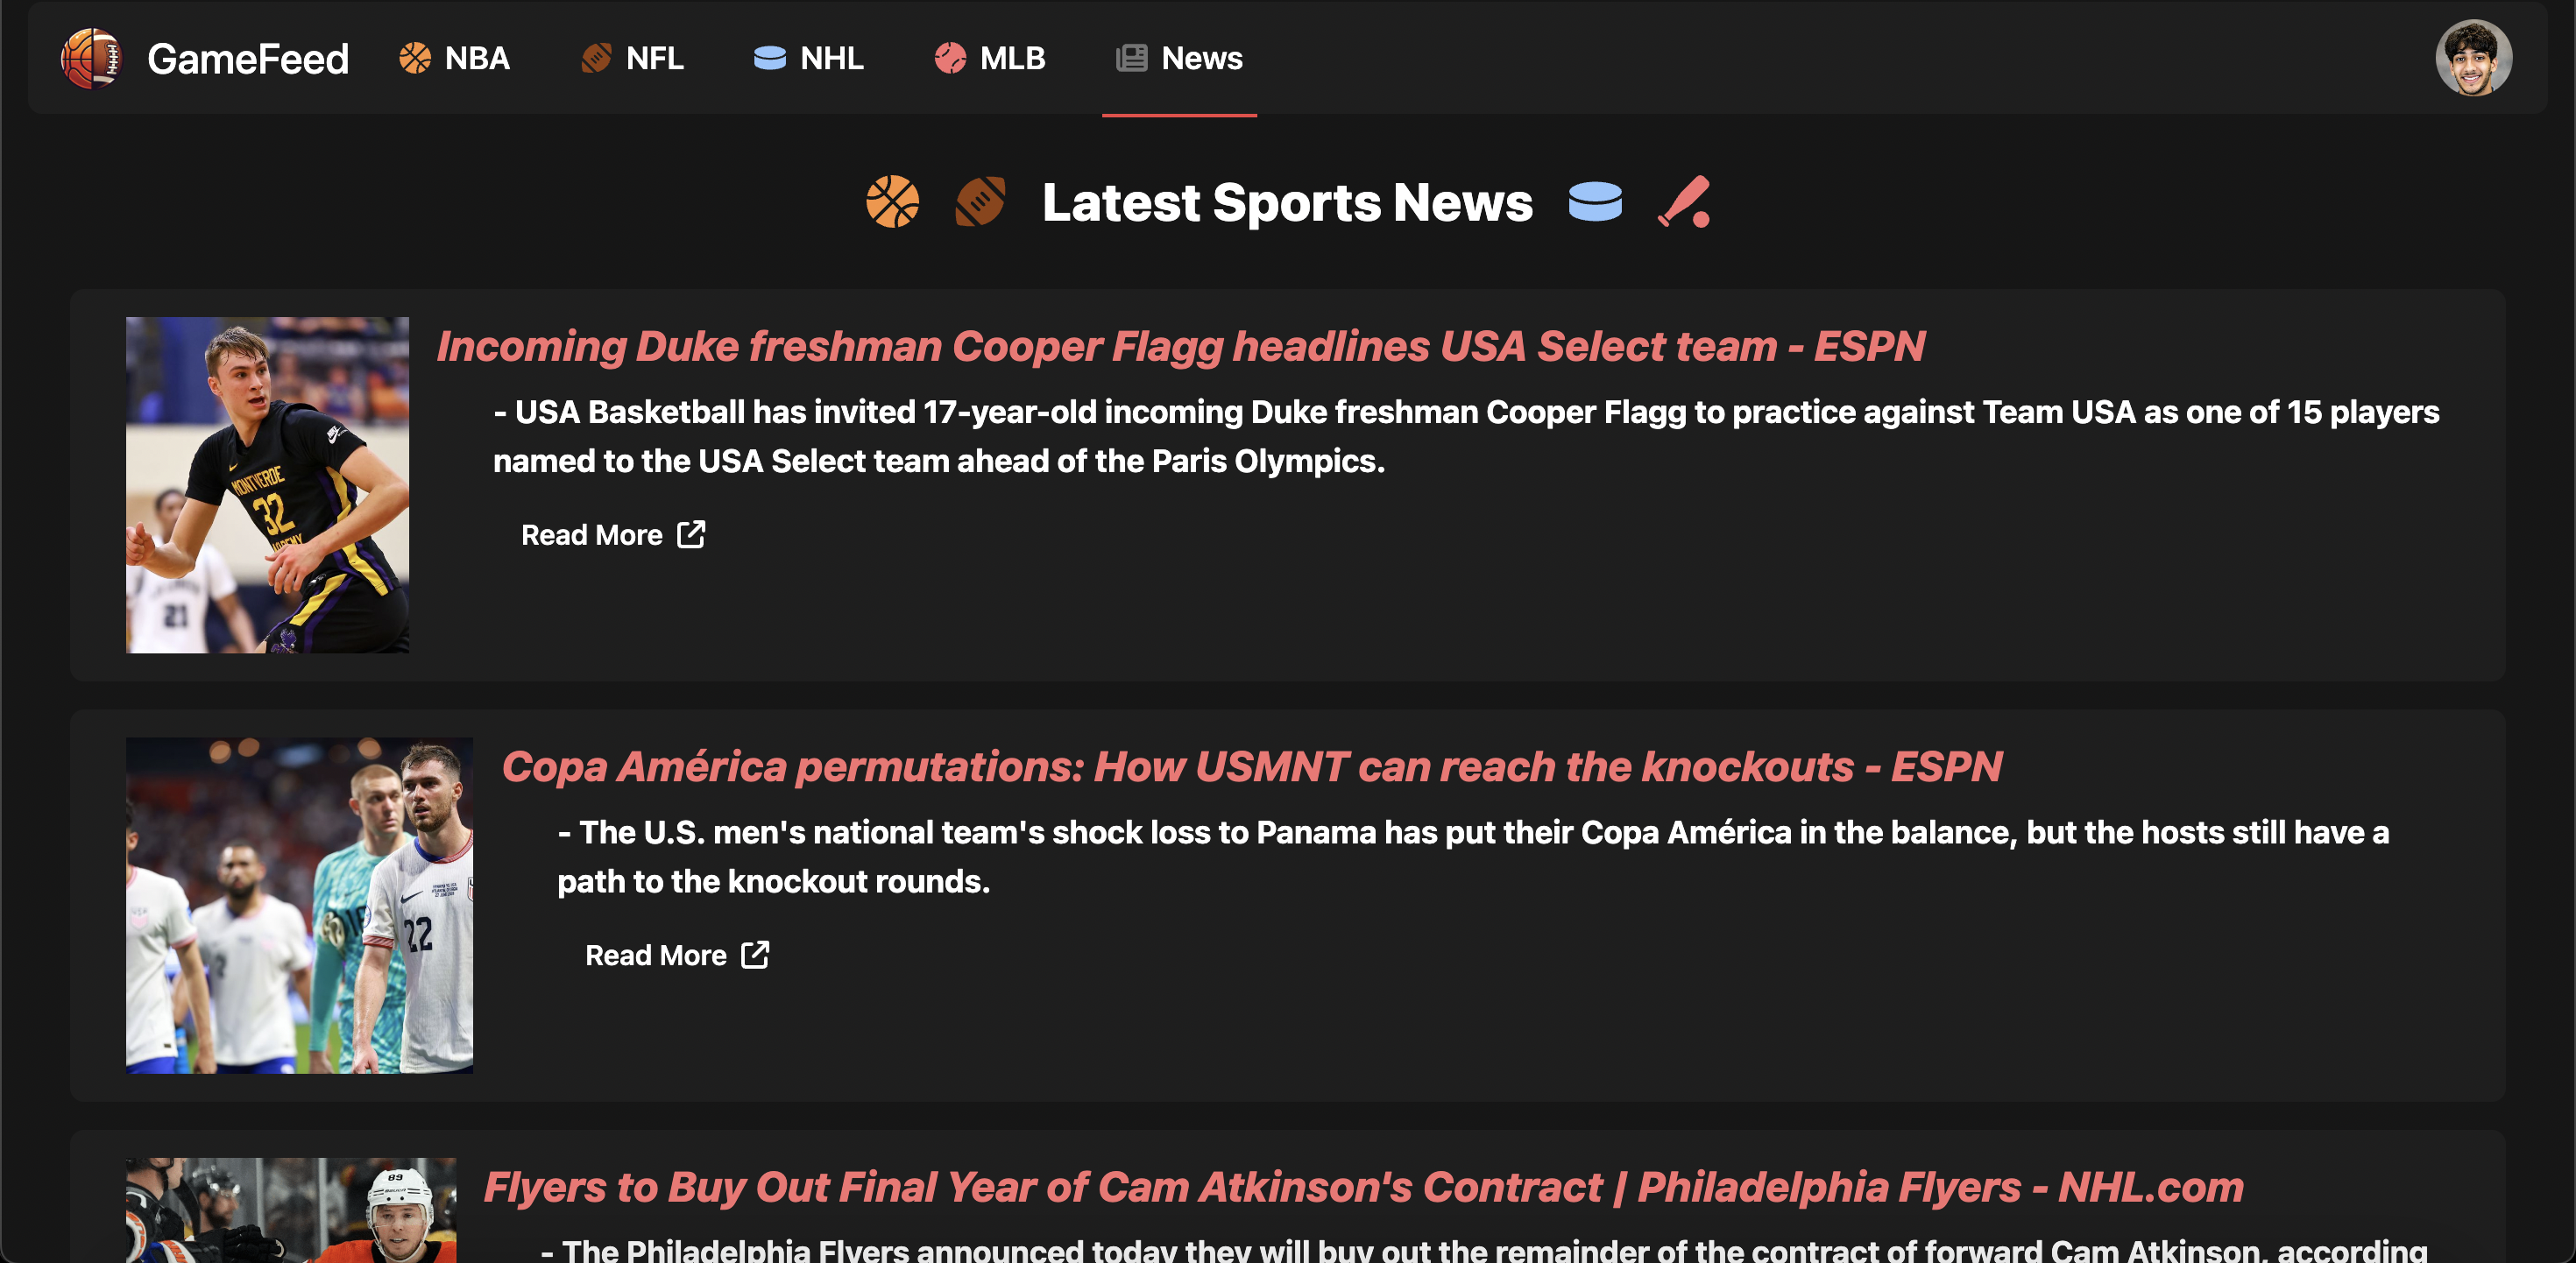 GameFeed NBA NFL NHL MLB News
Latest Sports News
Incoming Duke freshman Cooper Flagg headlines USA Select team - ESPN
- USA Basketball has invited 17-year-old incoming Duke freshman Cooper Flagg to practice against Team USA as one of 15 players
named to the USA Select team ahead of the Paris Olympics.
Read More
MONTVERDE
32
21
Copa América permutations: How USMNT can reach the knockouts - ESPN
- The U.S. men's national team's shock loss to Panama has put their Copa América in the balance, but the hosts still have a
path to the knockout rounds.
Read More
22
Flyers to Buy Out Final Year of Cam Atkinson's Contract | Philadelphia Flyers - NHL.com
- The Philadelphia Flyers announced today they will buy out the remainder of the contract of forward Cam Atkinson, according
89